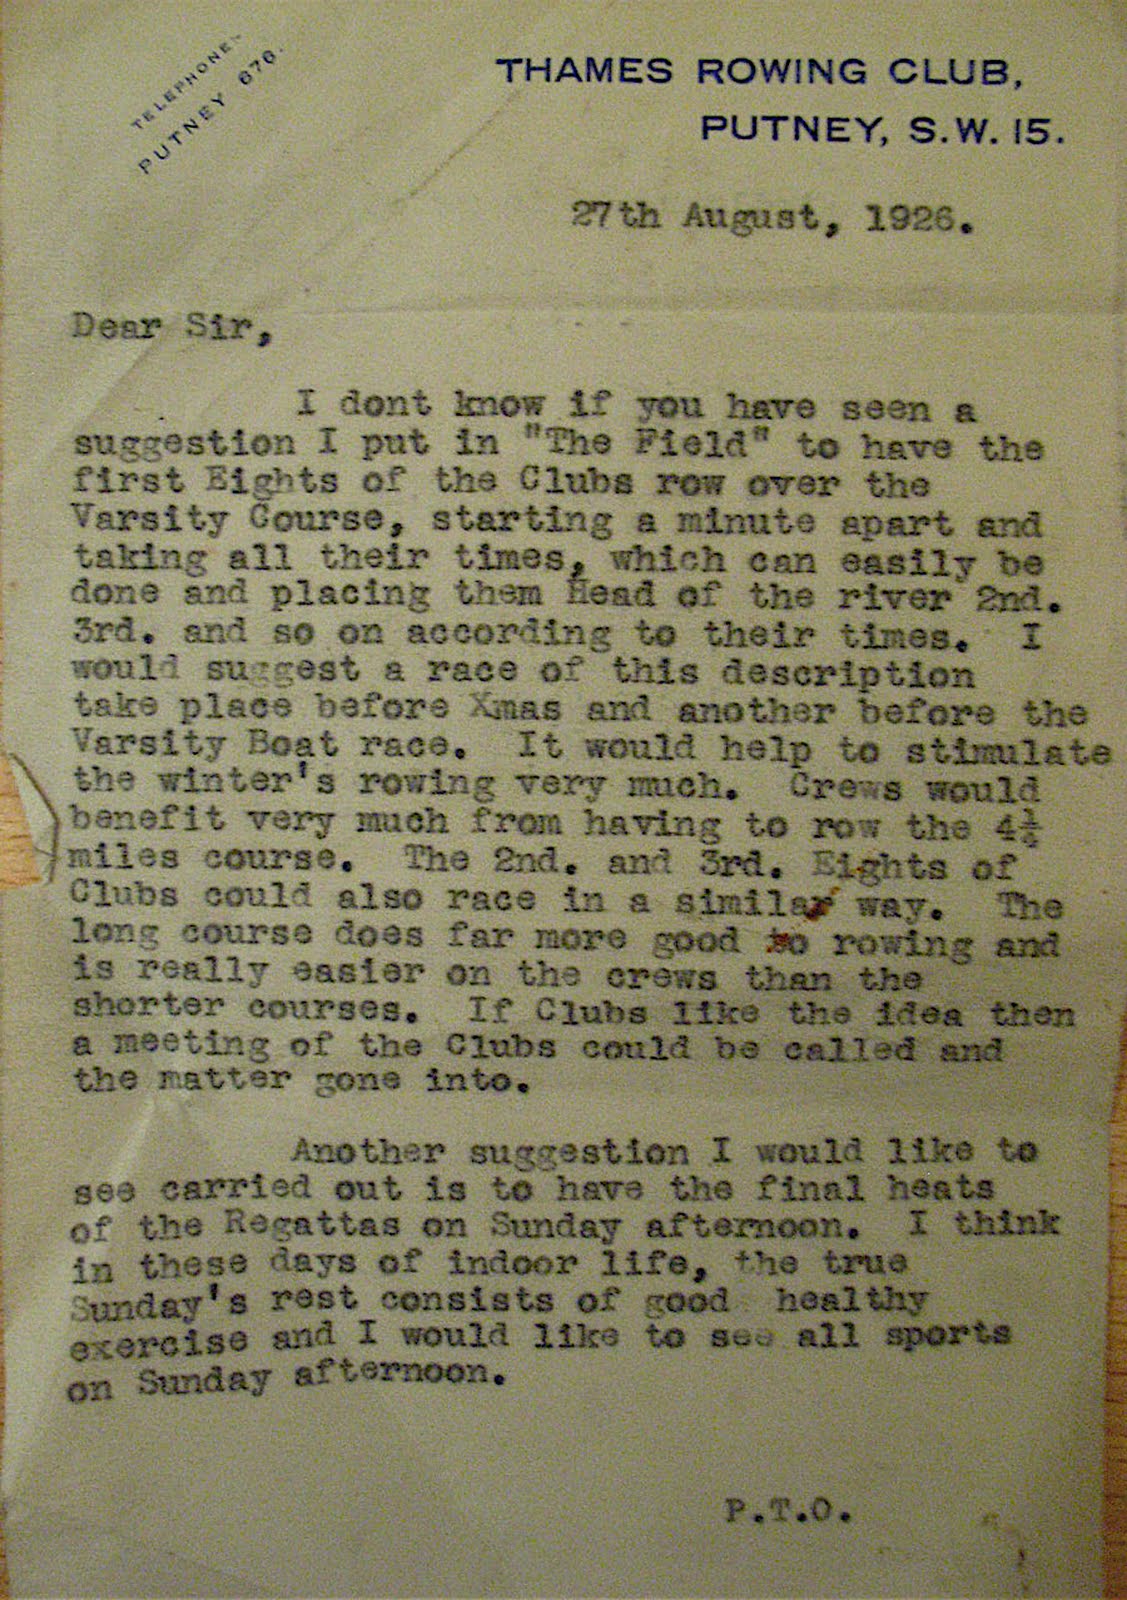 TELEPHONE
PUTNEY 676.
THAMES ROWING CLUB,
PUTNEY, S.W. 15.
27th August, 1926.
Dear Sir,
I dont know if you have seen a
suggestion I put in "The Field" to have the
first Eights of the Clubs row over the
Varsity Course, starting a minute apart and
taking all their times, which can easily be
done and placing them Head of the river 2nd.
3rd. and so on according to their times. I
would suggest a race of this description
take place before Xmas and another before the
Varsity Boat race. It would help to stimulate
the winter's rowing very much. Crews would
benefit very much from having to row the 4¼
miles course. The 2nd. and 3rd. Eights of
Clubs could also race in a similar way. The
long course does far more good to rowing and
is really easier on the crews than the
shorter courses. If Clubs like the idea then
a meeting of the Clubs could be called and
the matter gone into.
Another suggestion I would like to
see carried out is to have the final heats
of the Regattas on Sunday afternoon. I think
in these days of indoor life, the true
Sunday's rest consists of good healthy
exercise and I would like to see all sports
on Sunday afternoon.
P.T.O.